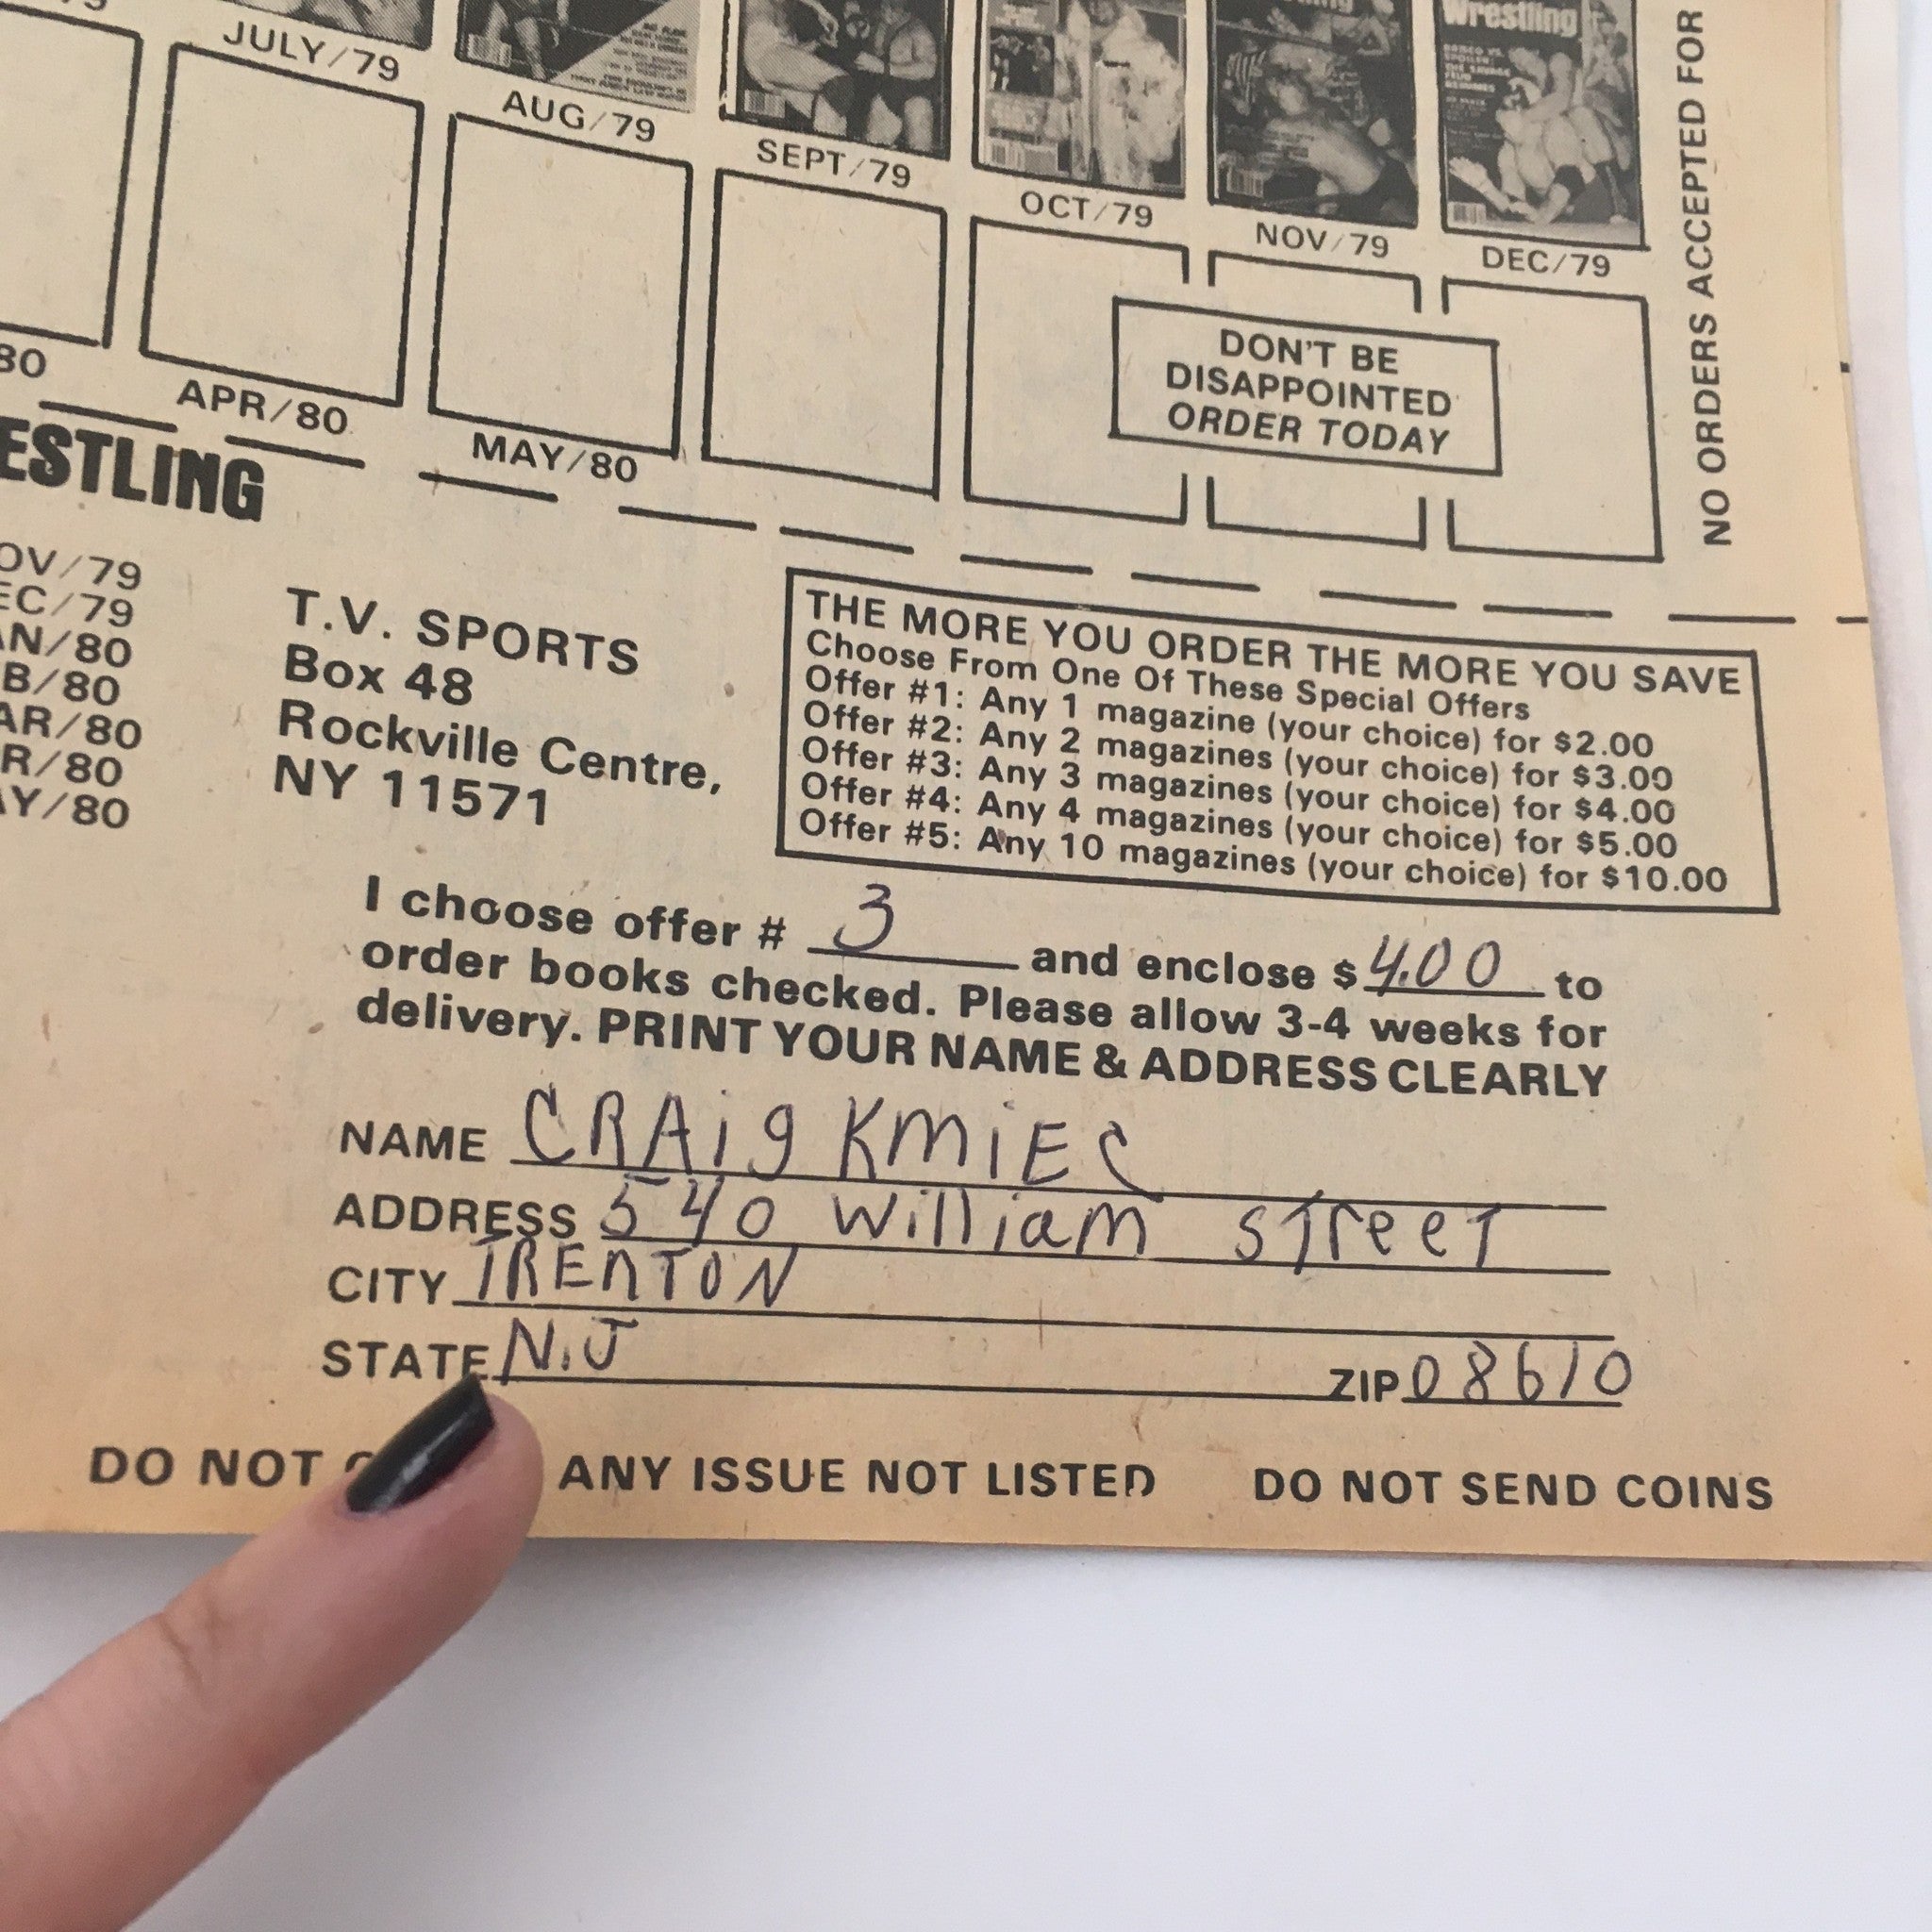 JULY/79
AUG/79
SEPT/79
OCT/79
NOV/79
DEC/79
Wrestling
NO ORDERS ACCEPTED FOR
80
APR/80
MAY/80
DON'T BE
DISAPPOINTED
ORDER TODAY
ESTLING
OV/79
EC/79
AN/80
B/80
AR/80
R/80
AY/80
T.V. SPORTS
Box 48
Rockville Centre,
NY 11571
THE MORE YOU ORDER THE MORE YOU SAVE
Choose From One Of These Special Offers
Offer #1: Any 1 magazine (your choice) for $2.00
Offer #2: Any 2 magazines (your choice) for $3.00
Offer #3: Any 3 magazines (your choice) for $4.00
Offer #4: Any 4 magazines (your choice) for $5.00
Offer #5: Any 10 magazines (your choice) for $10.00
I choose offer # 3 and enclose $4.00 to
order books checked. Please allow 3-4 weeks for
delivery. PRINT YOUR NAME & ADDRESS CLEARLY
NAME CRAig KmiEC
ADDRESS 540 William STreeT
CITY TREnTON
STATE N.J ZIP 08610
DO NOT ANY ISSUE NOT LISTED DO NOT SEND COINS